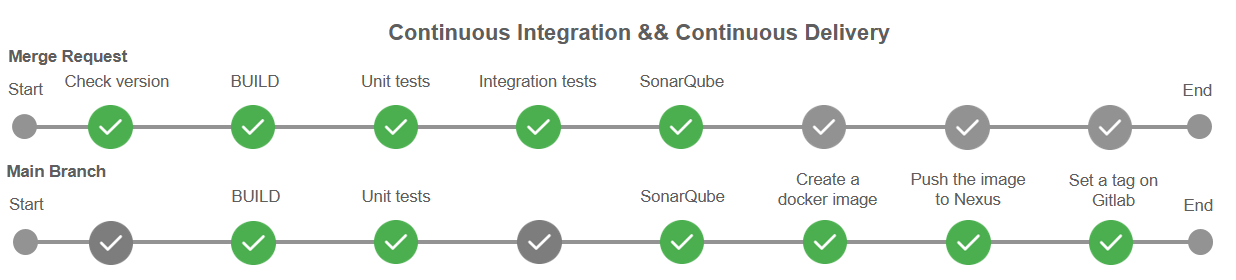 Continuous Integration && Continuous Delivery
Merge Request
Start
Check version
BUILD
Unit tests
Integration tests
SonarQube
End
Main Branch
Start
BUILD
Unit tests
SonarQube
Create a
docker image
Push the image
to Nexus
Set a tag on
Gitlab
End